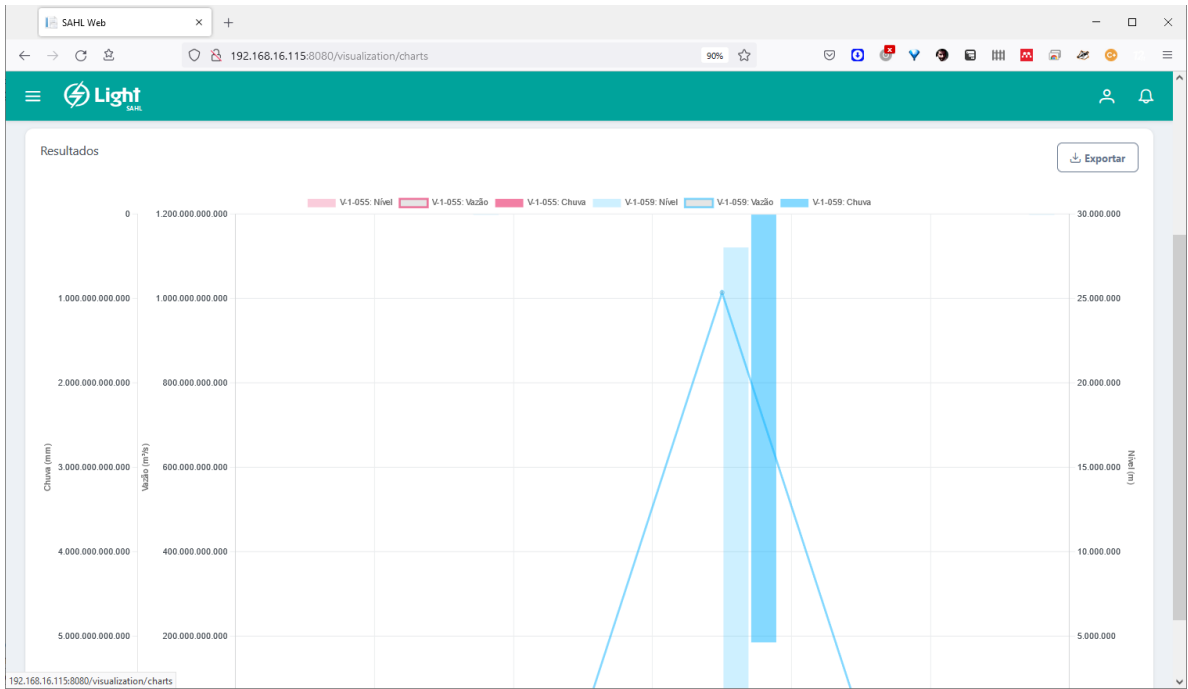 SAHL Web
192.168.16.115:8080/visualization/charts
90%
Light
SAHL
Resultados
Exportar
V-1-055: Nível V-1-055: Vazão V-1-055: Chuva V-1-059: Nível V-1-059: Vazão V-1-059: Chuva
0 1.200.000.000.000 30.000.000
1.000.000.000.000 1.000.000.000.000 25.000.000
2.000.000.000.000 800.000.000.000 20.000.000
Chuva (mm)
Vazão (m³/s)
Nível (m)
3.000.000.000.000 600.000.000.000 15.000.000
4.000.000.000.000 400.000.000.000 10.000.000
5.000.000.000.000 200.000.000.000 5.000.000
192.168.16.115:8080/visualization/charts